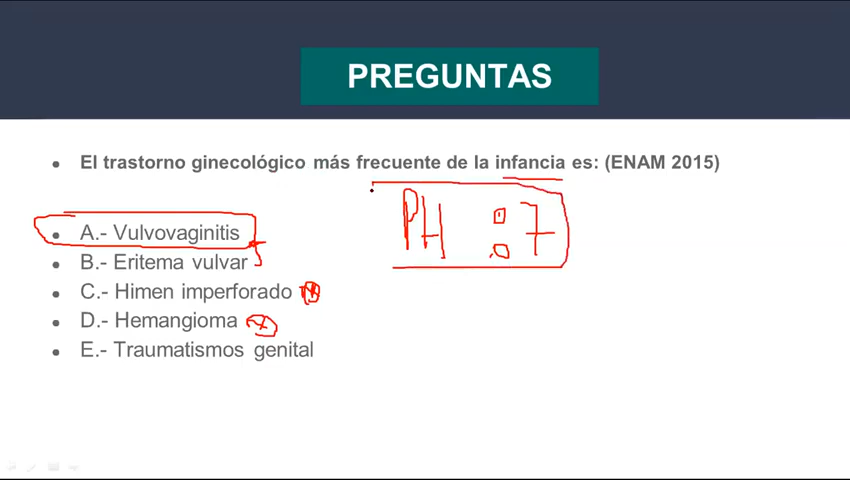 PREGUNTAS
• El trastorno ginecológico más frecuente de la infancia es: (ENAM 2015)
PH : 7
• A.- Vulvovaginitis
• B.- Eritema vulvar
• C.- Himen imperforado
• D.- Hemangioma
• E.- Traumatismos genital